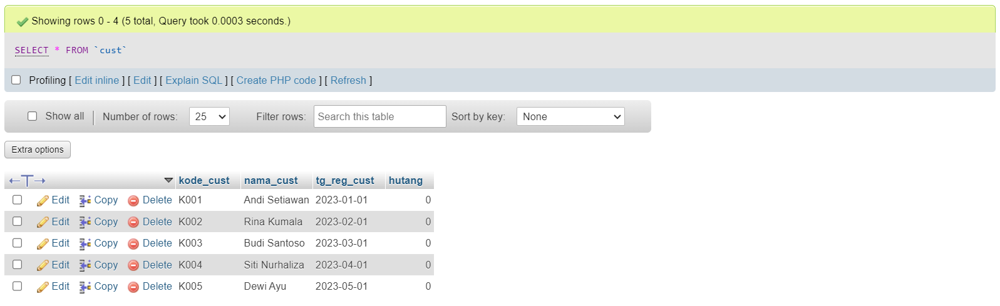 Showing rows 0 - 4 (5 total, Query took 0.0003 seconds.)
SELECT * FROM `cust`
Profiling [ Edit inline ] [ Edit ] [ Explain SQL ] [ Create PHP code ] [ Refresh ]
Show all | Number of rows: 25 Filter rows: Search this table Sort by key: None
Extra options
←T→ kode_cust nama_cust tg_reg_cust hutang
Edit Copy Delete K001 Andi Setiawan 2023-01-01 0
Edit Copy Delete K002 Rina Kumala 2023-02-01 0
Edit Copy Delete K003 Budi Santoso 2023-03-01 0
Edit Copy Delete K004 Siti Nurhaliza 2023-04-01 0
Edit Copy Delete K005 Dewi Ayu 2023-05-01 0